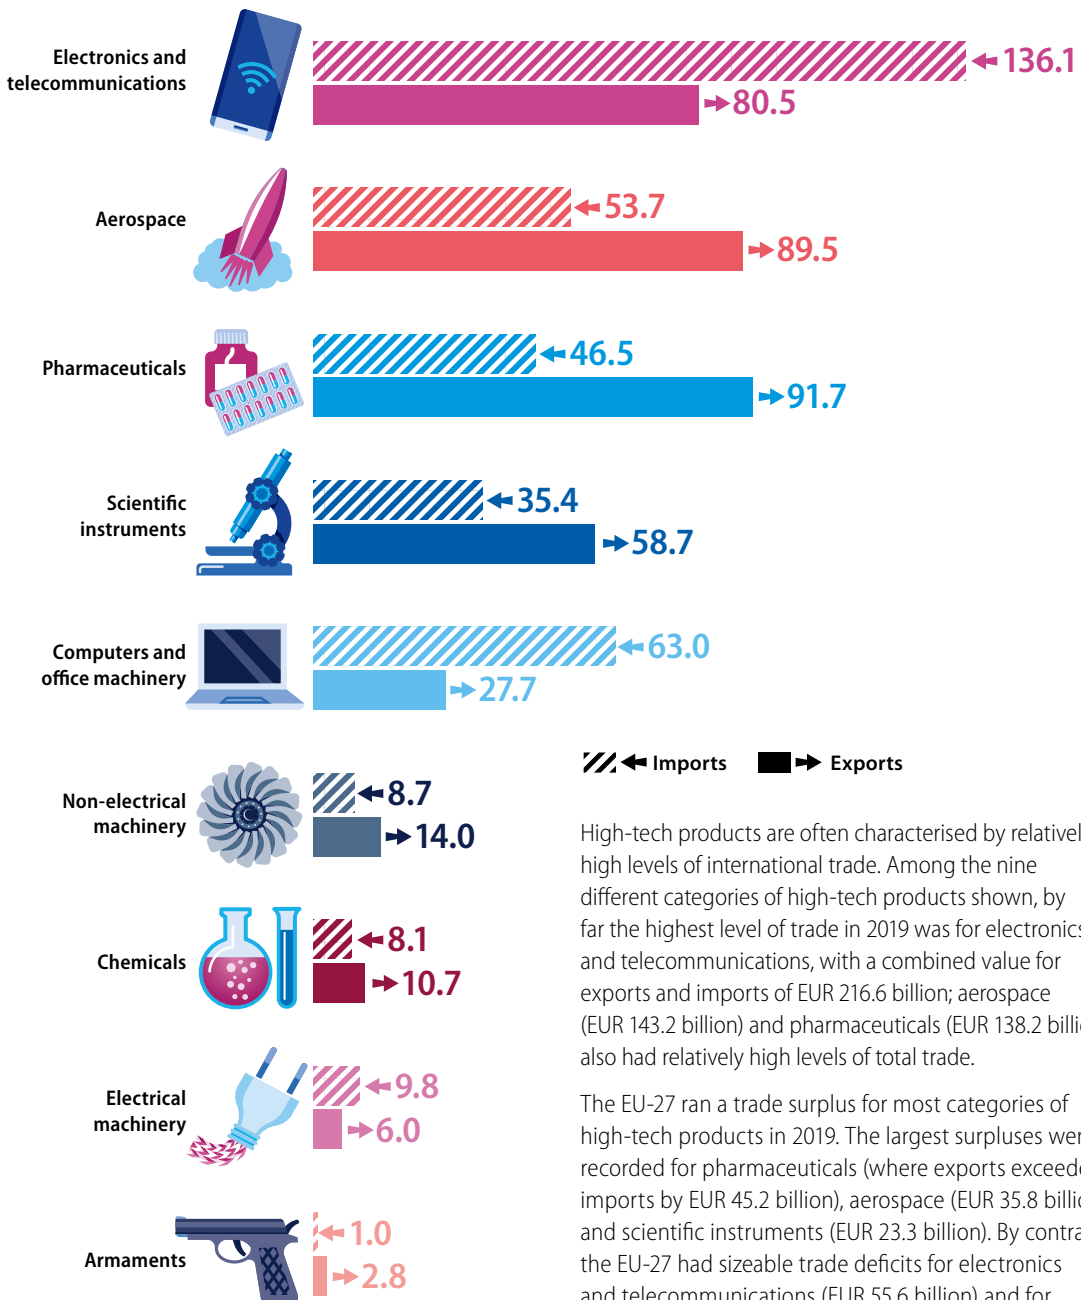 Electronics and
telecommunications
136.1
80.5
Aerospace
53.7
89.5
Pharmaceuticals
46.5
91.7
Scientific
instruments
35.4
58.7
Computers and
office machinery
63.0
27.7
Non-electrical
machinery
8.7
14.0
Chemicals
8.1
10.7
Electrical
machinery
9.8
6.0
Armaments
1.0
2.8
Imports Exports
High-tech products are often characterised by
high levels of international trade. Among the nine
different categories of high-tech products shown, by
far the highest level of trade in 2019 was for electronics
and telecommunications, with a combined value for
exports and imports of EUR 216.6 billion; aerospace
(EUR 143.2 billion) and pharmaceuticals (EUR 138.2
also had relatively high levels of total trade.
The EU-27 ran a trade surplus for most categories of
high-tech products in 2019. The largest surpluses
recorded for pharmaceuticals (where exports
imports by EUR 45.2 billion), aerospace (EUR 35.8
and scientific instruments (EUR 23.3 billion). By
the EU-27 had sizeable trade deficits for electronics
and telecommunications (EUR 55.6 billion) and for